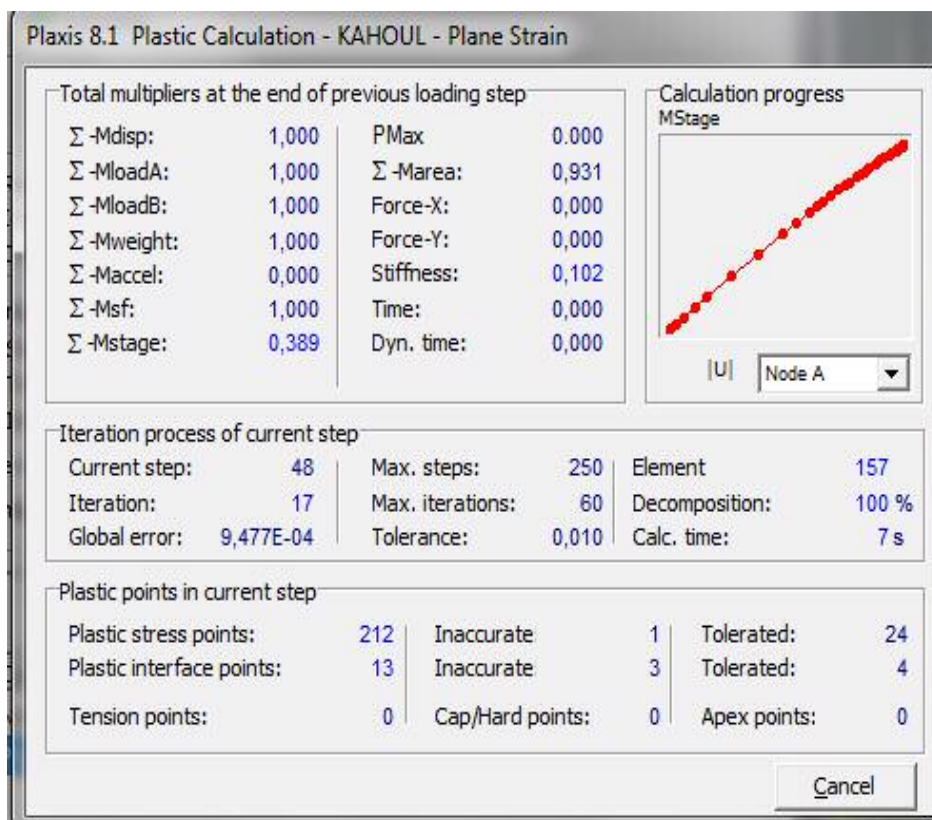 Plaxis 8.1 Plastic Calculation - KAHOUL - Plane Strain
Total multipliers at the end of previous loading step
Σ -Mdisp: 1,000 PMax 0.000
Σ -MloadA: 1,000 Σ -Marea: 0,931
Σ -MloadB: 1,000 Force-X: 0,000
Σ -Mweight: 1,000 Force-Y: 0,000
Σ -Maccel: 0,000 Stiffness: 0,102
Σ -Msf: 1,000 Time: 0,000
Σ -Mstage: 0,389 Dyn. time: 0,000
Calculation progress
MStage
|U| Node A
Iteration process of current step
Current step: 48 Max. steps: 250 Element 157
Iteration: 17 Max. iterations: 60 Decomposition: 100 %
Global error: 9,477E-04 Tolerance: 0,010 Calc. time: 7 s
Plastic points in current step
Plastic stress points: 212 Inaccurate 1 Tolerated: 24
Plastic interface points: 13 Inaccurate 3 Tolerated: 4
Tension points: 0 Cap/Hard points: 0 Apex points: 0
Cancel